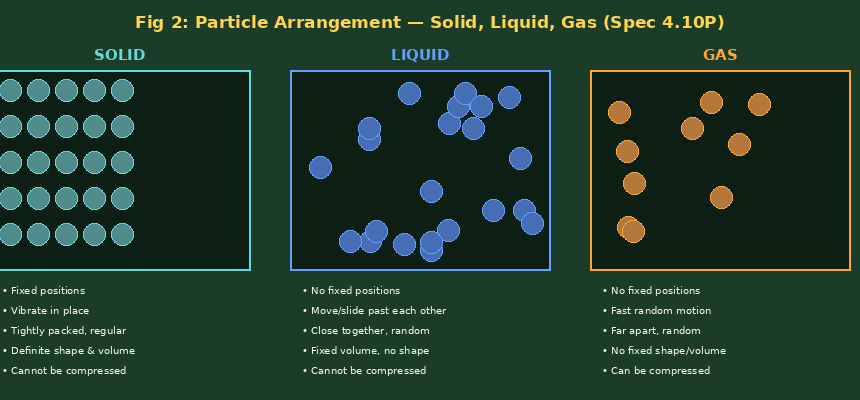 Fig 2: Particle Arrangement — Solid, Liquid, Gas (Spec 4.10P)
SOLID
LIQUID
GAS
• Fixed positions
• Vibrate in place
• Tightly packed, regular
• Definite shape & volume
• Cannot be compressed
• No fixed positions
• Move/slide past each other
• Close together, random
• Fixed volume, no shape
• Cannot be compressed
• No fixed positions
• Fast random motion
• Far apart, random
• No fixed shape/volume
• Can be compressed